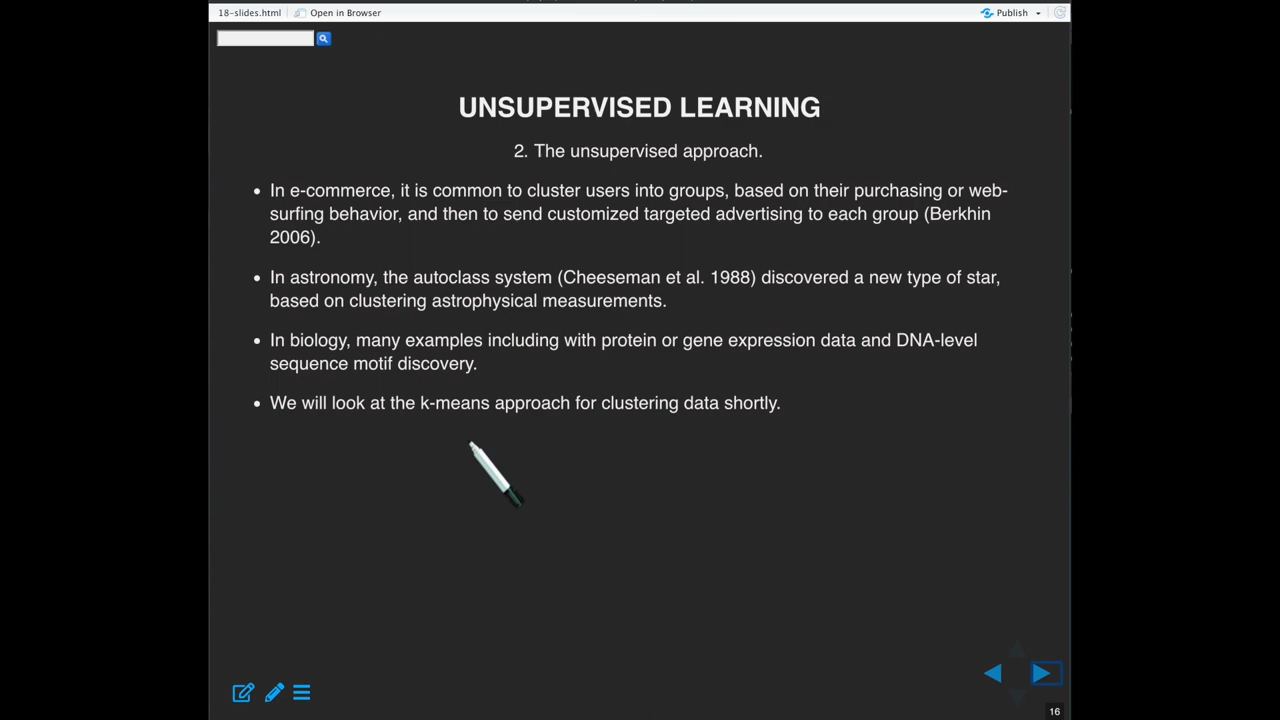 18-slides.html Open in Browser Publish
UNSUPERVISED LEARNING
2. The unsupervised approach.
• In e-commerce, it is common to cluster users into groups, based on their purchasing or web-
surfing behavior, and then to send customized targeted advertising to each group (Berkhin
2006).
• In astronomy, the autoclass system (Cheeseman et al. 1988) discovered a new type of star,
based on clustering astrophysical measurements.
• In biology, many examples including with protein or gene expression data and DNA-level
sequence motif discovery.
• We will look at the k-means approach for clustering data shortly.
16